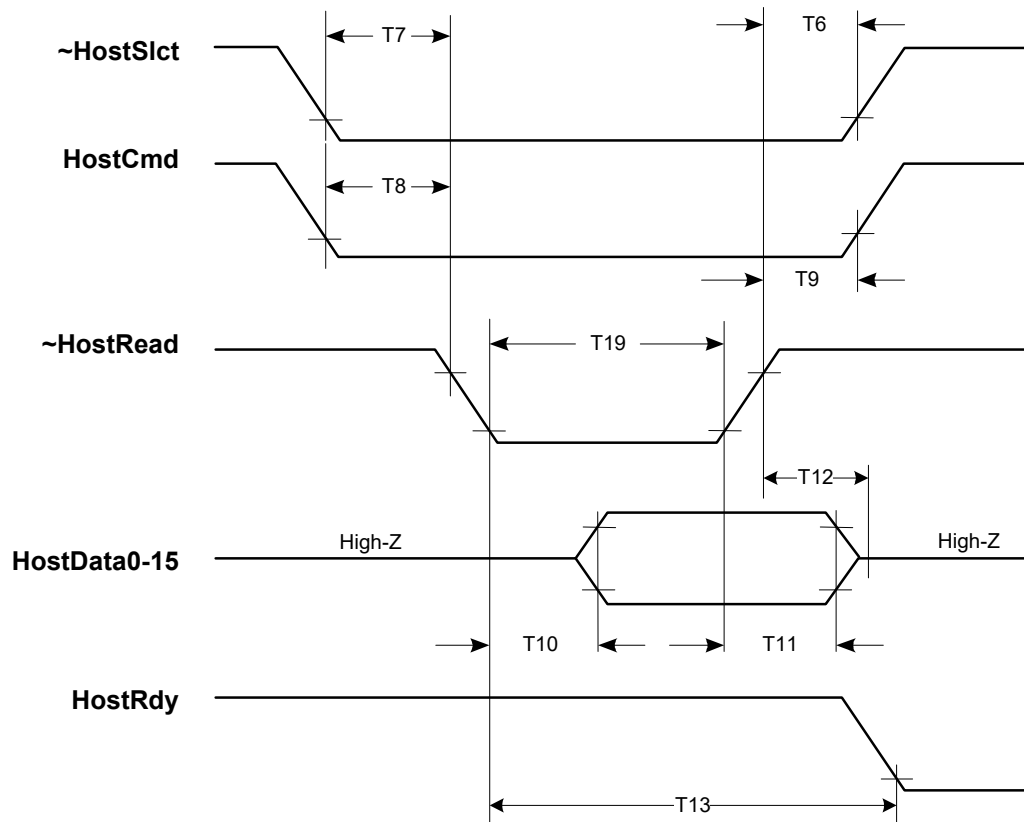 T7
T6
~HostSlct
HostCmd
T8
T9
~HostRead
T19
T12
High-Z
High-Z
HostData0-15
T10
T11
HostRdy
T13